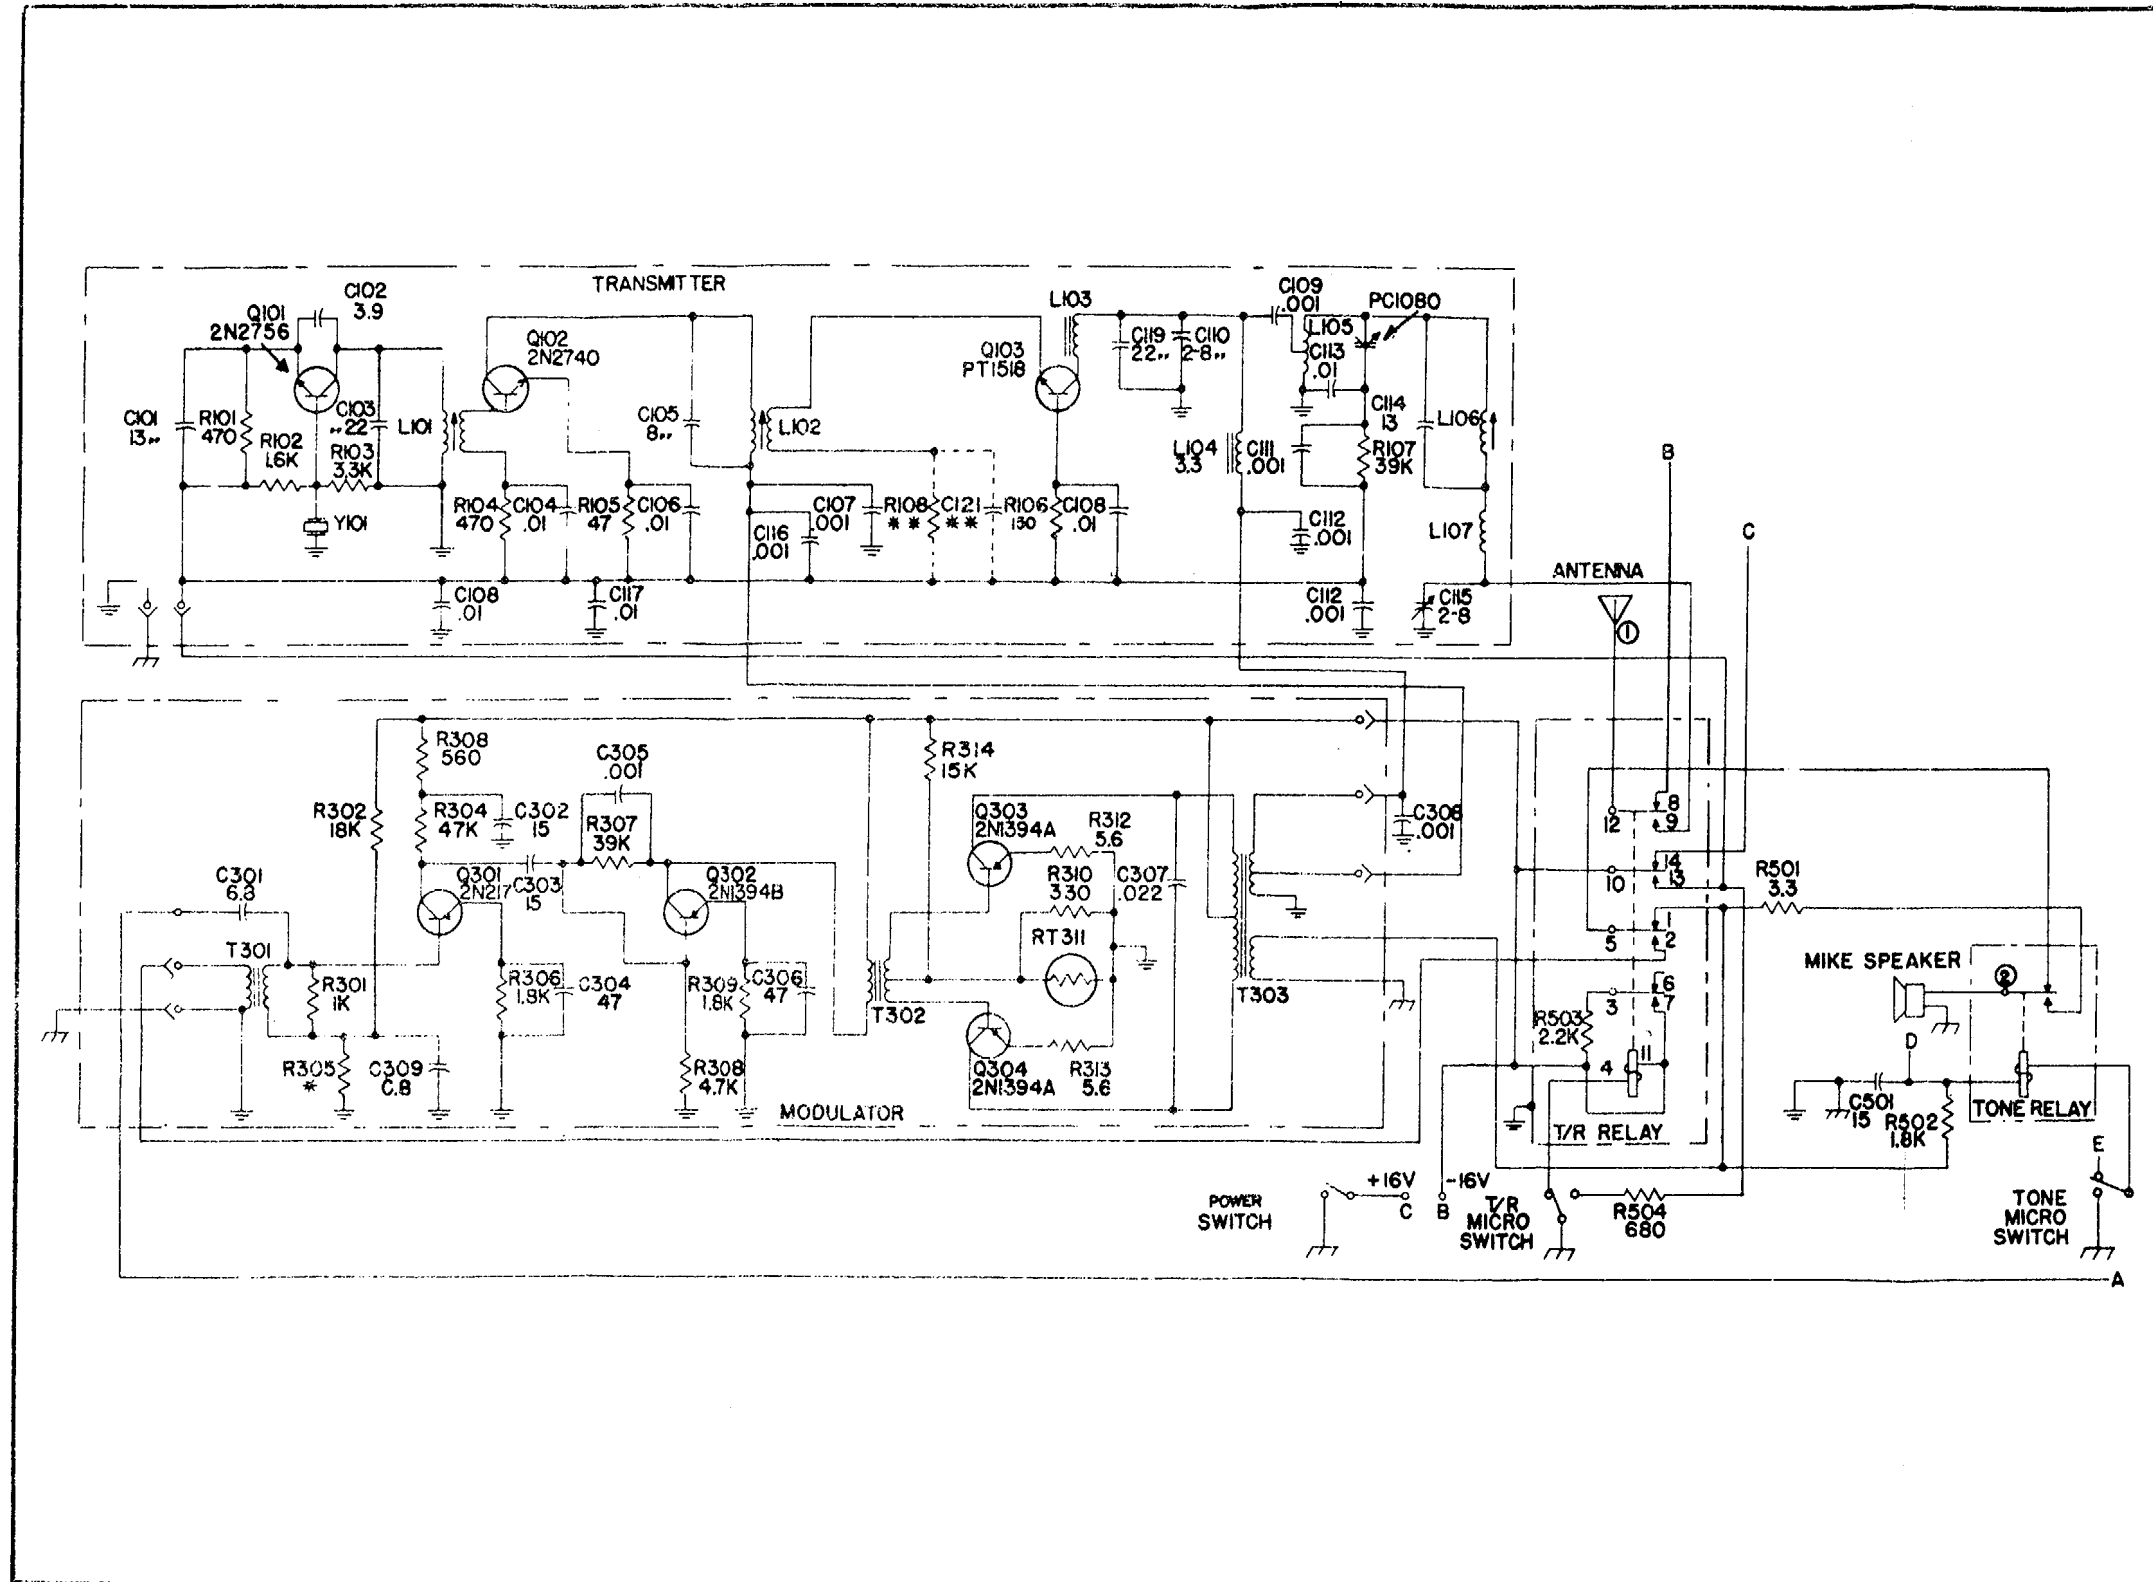 TRANSMITTER
Q101
2N2756
C102
3.9
C101
13,,
R101
470
R102
1.6K
C103
,,22
R103
3.3K
Y101
L101
Q102
2N2740
R104
470
C104
.01
R105
47
C106
.01
C105
8,,
L102
C116
.001
C107
.001
R108
**
C121
**
R106
130
C108
.01
Q103
PT1518
L103
C119
22,,
C110
2-8,,
L104
3.3
C109
.001
L105
PC1080
C113
.01
C111
.001
C114
13
R107
39K
L106
L107
C112
.001
C108
.01
C117
.01
C112
.001
C115
2-8
ANTENNA
1
B
C
R308
560
R302
18K
R304
47K
C302
15
C305
.001
R307
39K
C301
6.8
T301
R301
1K
R305
*
C309
Q301
2N217
C303
15
R306
C304
47
Q302
2N1394B
R309
1.8K
C306
47
R308
4.7K
T302
MODULATOR
R314
15K
Q303
2N1394A
R312
5.6
R310
330
RT311
C307
.022
Q304
2N1394A
R313
5.6
T303
C308
.001
12
8
9
10
14
13
5
1
2
3
6
7
R503
2.2K
4
11
T/R RELAY
R501
3.3
MIKE SPEAKER
2
D
C501
15
R502
1.8K
TONE RELAY
E
POWER
SWITCH
+16V
C
-16V
B
T/R
MICRO
SWITCH
R504
680
TONE
MICRO
SWITCH
A